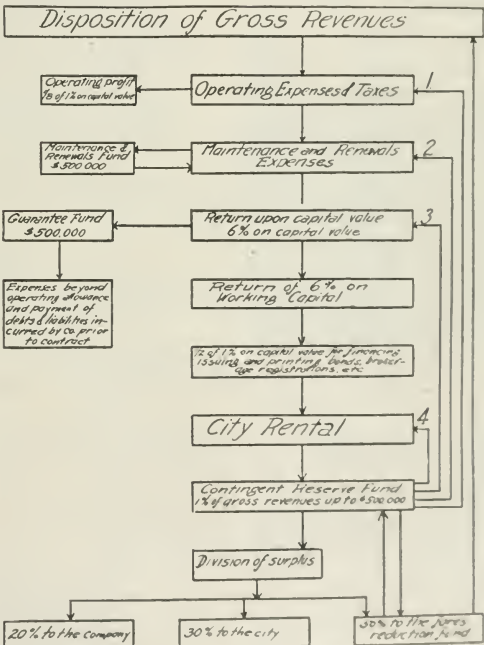 Disposition of Gross Revenues
Operating profit
1/8 of 1% on capital value
Operating Expenses & Taxes
1
Maintenance &
Renewals Fund
$500.000
Maintenance and Renewals
Expenses
2
Guarantee Fund
$500.000
Return upon capital value
6% on capital value
3
Expenses beyond
operating allowance
and payment of
debts & liabilities in-
curred by Co. prior
to contract
Return of 6% on
Working Capital
1/2 of 1% on capital value for financing
issuing and printing bonds, broker-
age registrations, etc
City Rental
4
Contingent Reserve Fund
1% of gross revenues up to $500.000
Division of surplus
20% to the company
30% to the city
50% to the fares
reduction fund